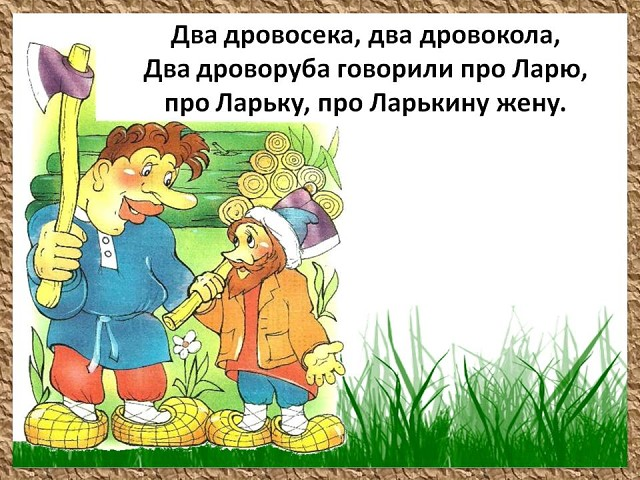 Два дровосека, два дровокола,
Два дроворуба говорили про Ларю,
про Ларьку, про Ларькину жену.